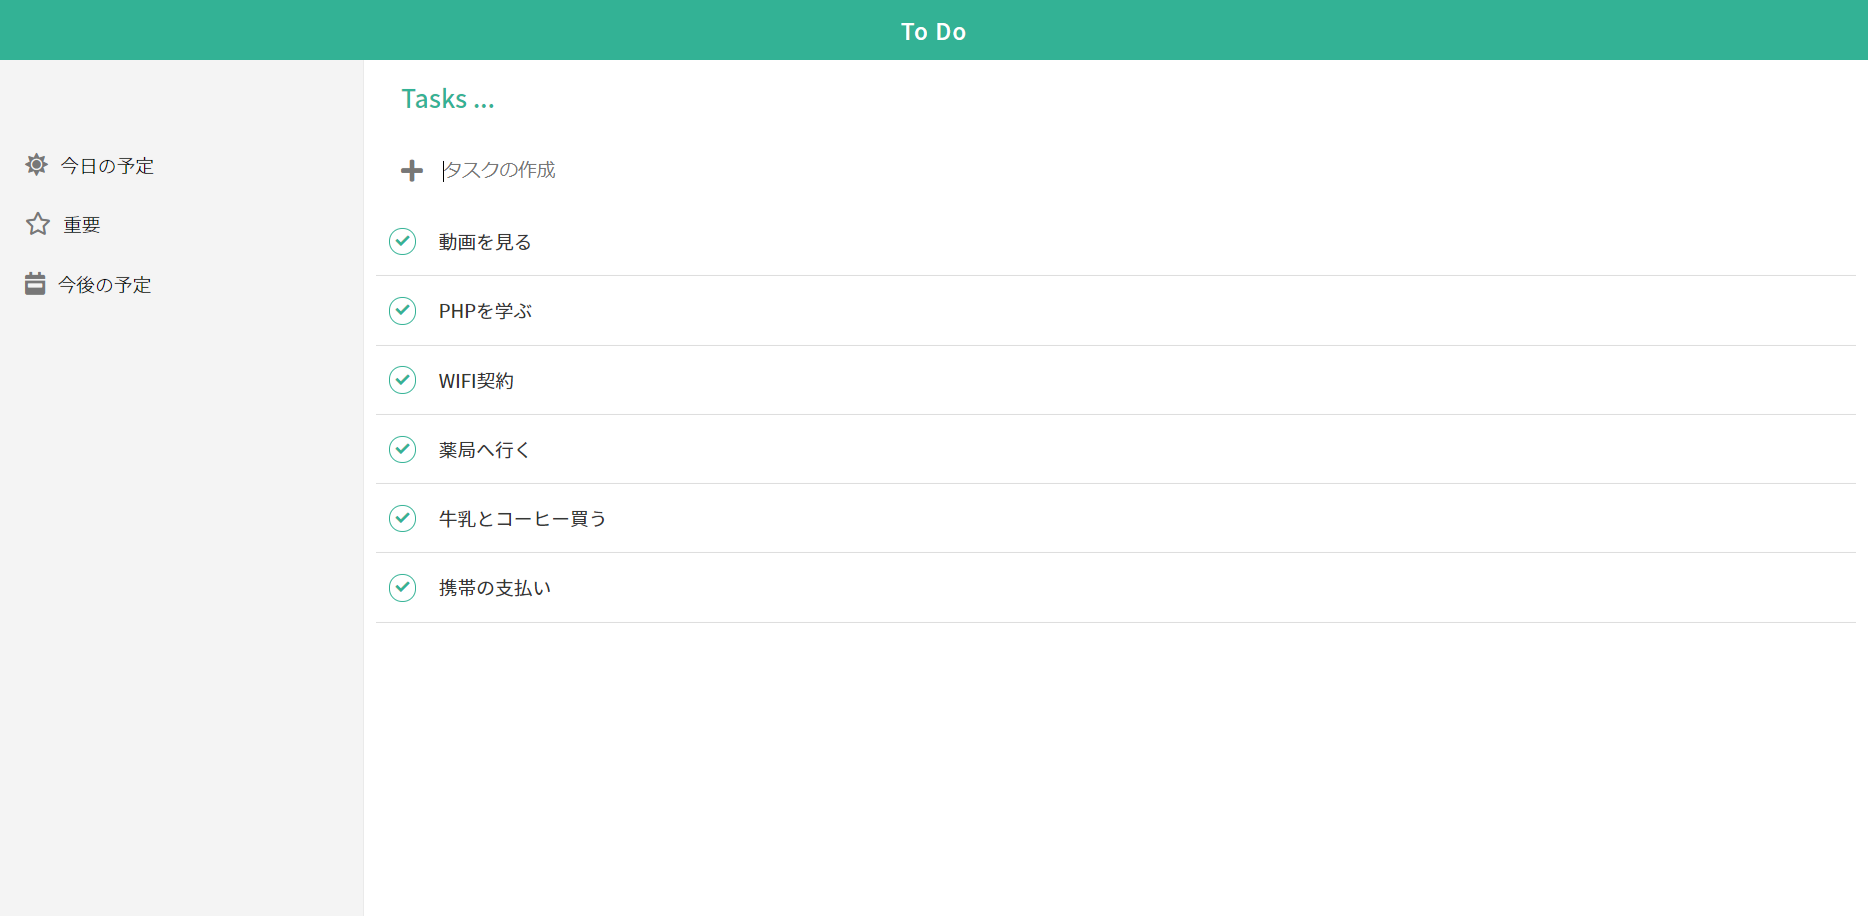 To Do
今日の予定
重要
今後の予定
Tasks ...
タスクの作成
動画を見る
PHPを学ぶ
WIFI契約
薬局へ行く
牛乳とコーヒー買う
携帯の支払い